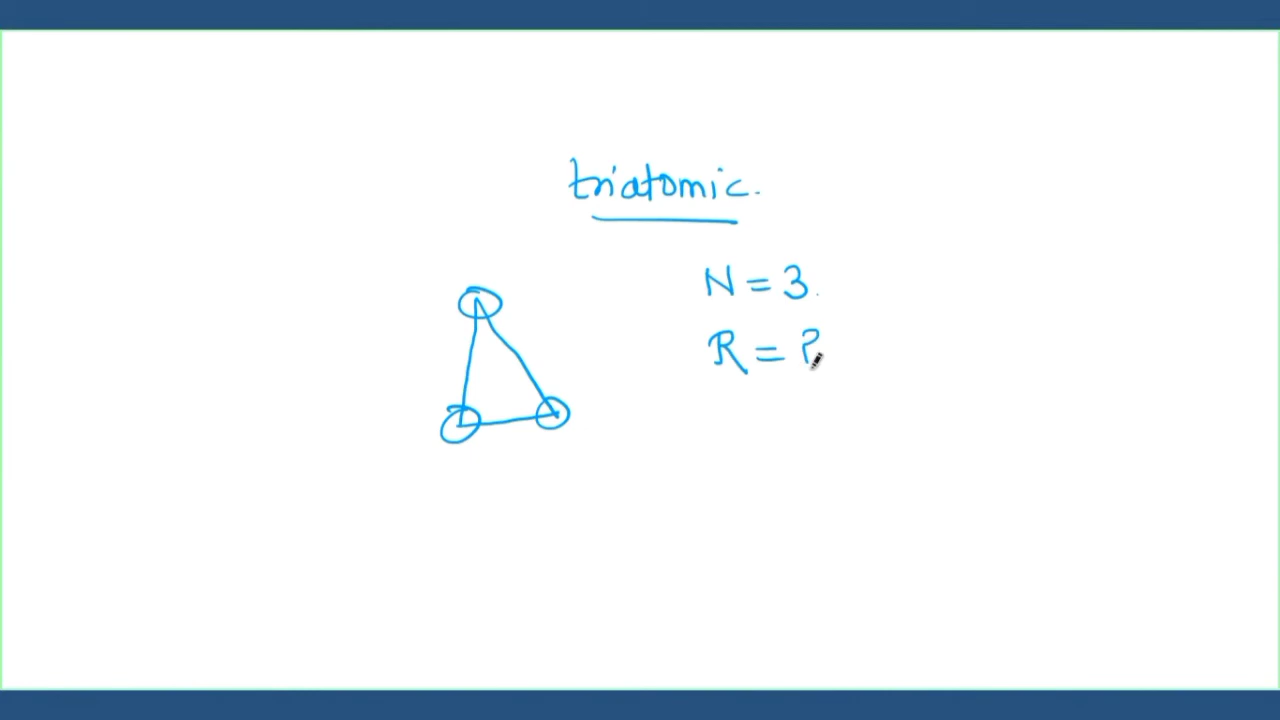 triatomic.
N = 3.
R = ?